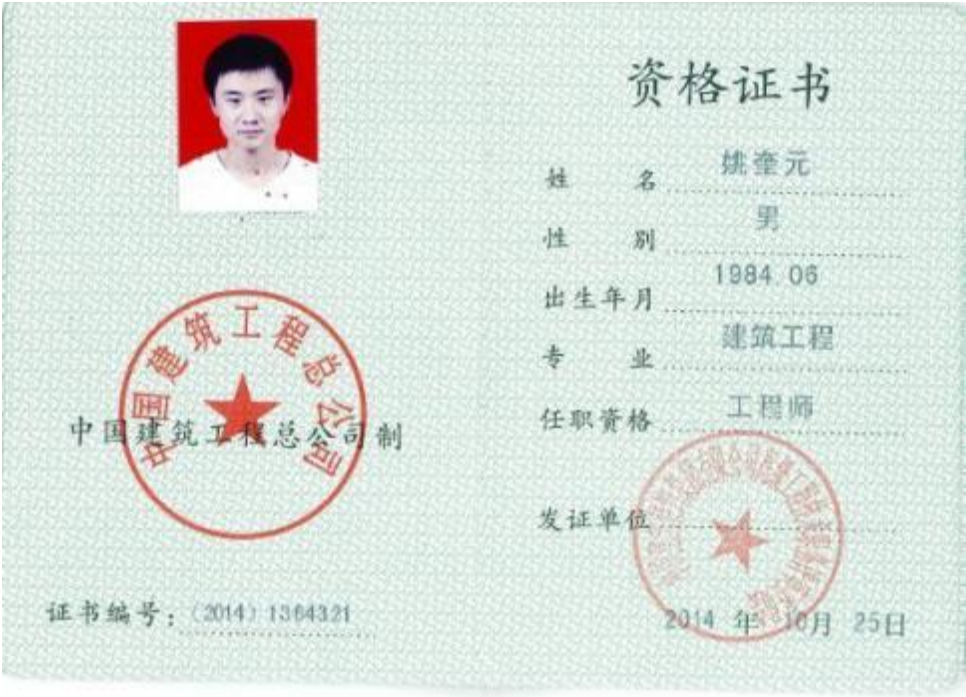 中国建筑工程总公司
中国建筑工程总公司制
证书编号：（2014）1364321
资格证书
姓名 姚奎元
性别 男
出生年月 1984.06
专业 建筑工程
任职资格 工程师
发证单位
2014 年 10月 25日